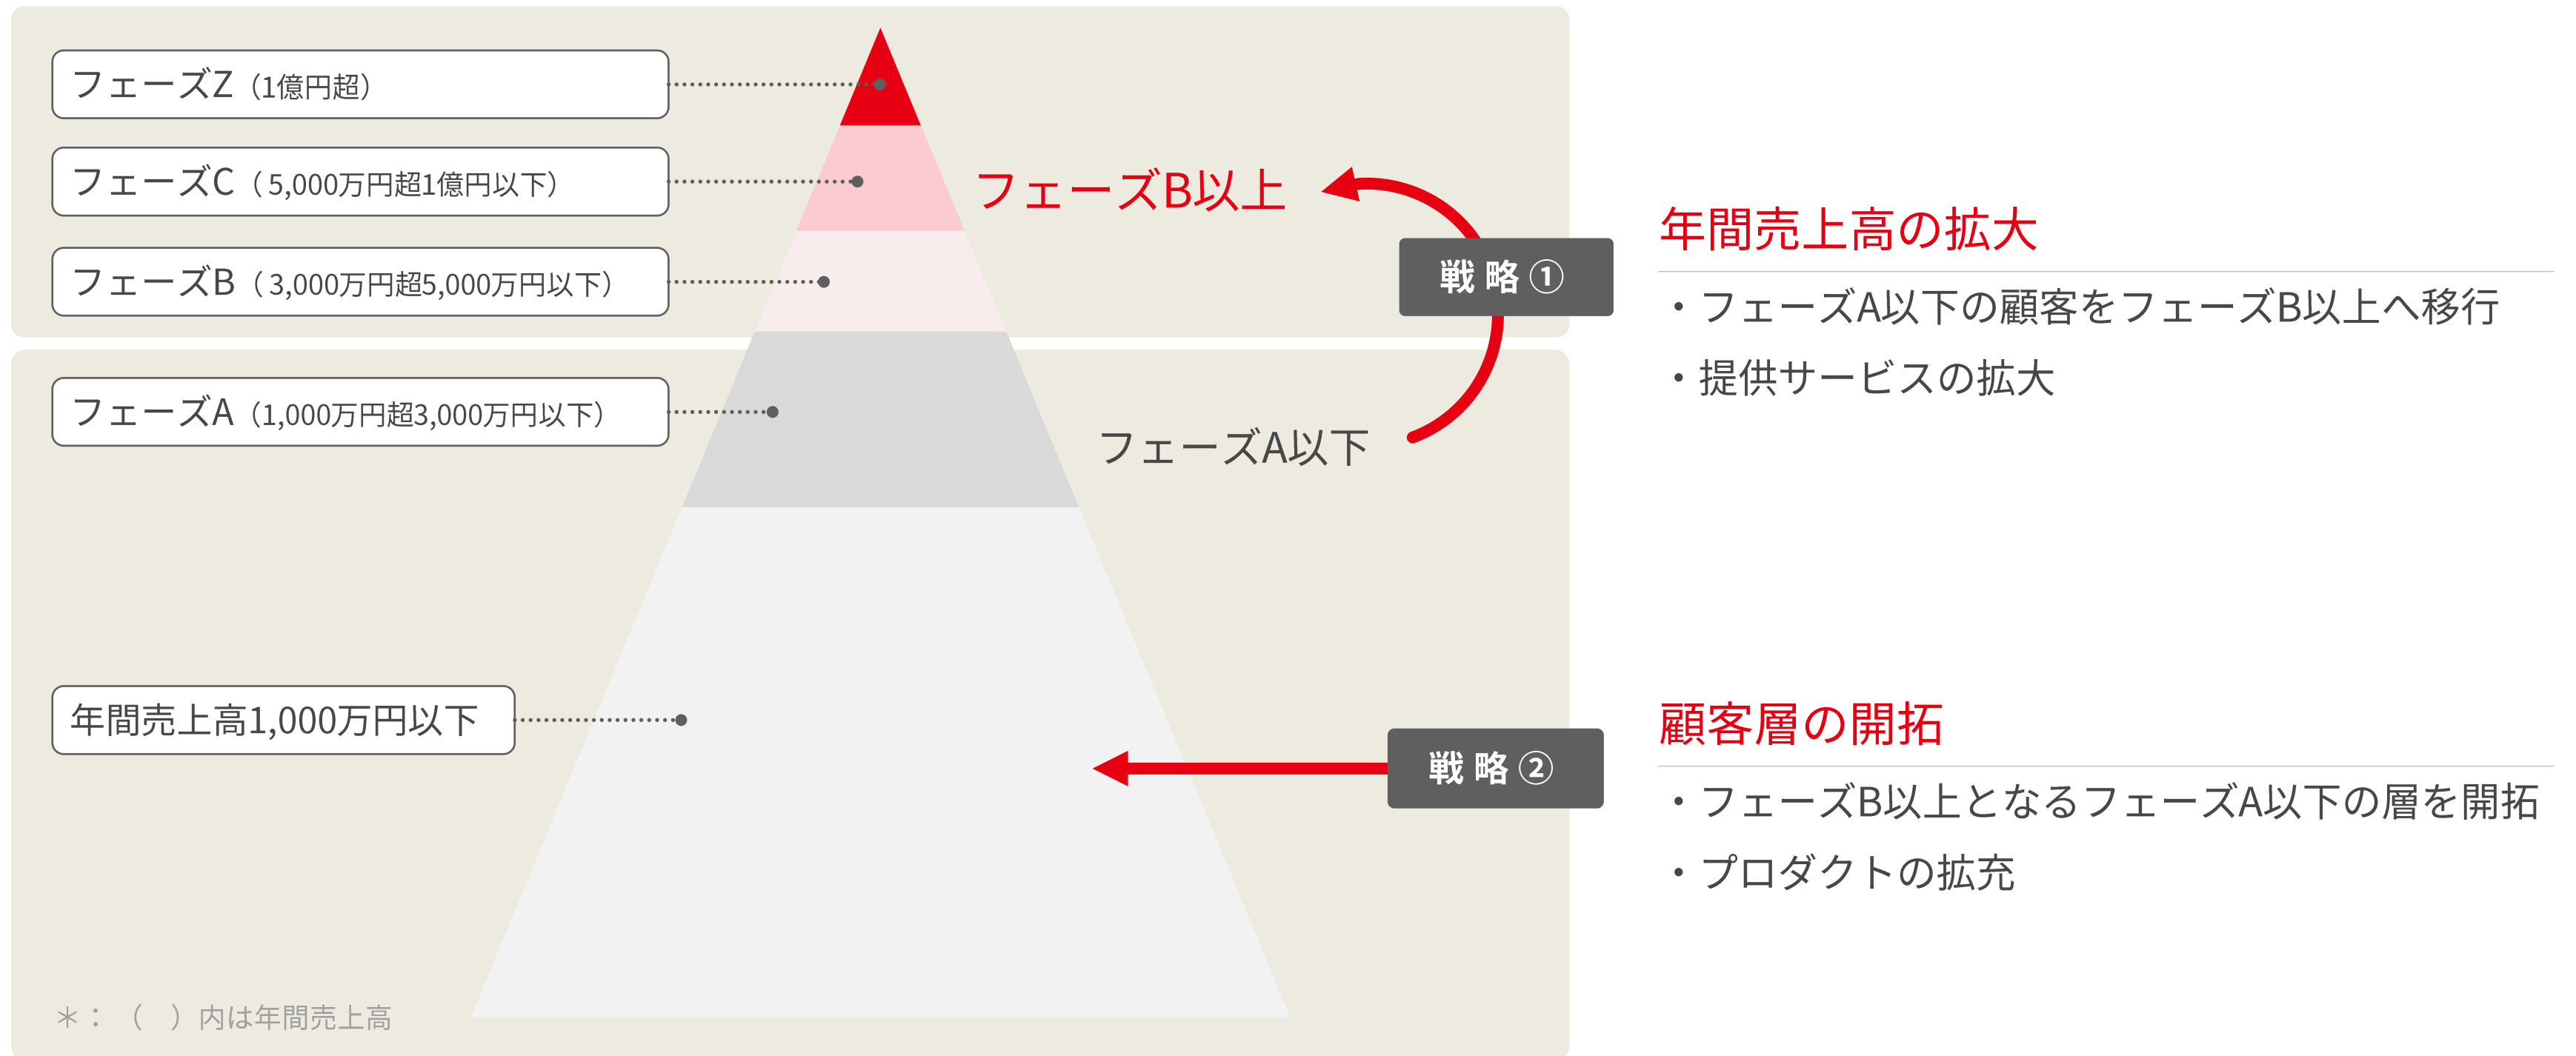 フェーズZ（1億円超）
フェーズC（ 5,000万円超1億円以下）
フェーズB（ 3,000万円超5,000万円以下）
フェーズB以上
フェーズA（1,000万円超3,000万円以下）
フェーズA以下
年間売上高1,000万円以下
＊：（　）内は年間売上高
戦略①
年間売上高の拡大
・フェーズA以下の顧客をフェーズB以上へ移行
・提供サービスの拡大
戦略②
顧客層の開拓
・フェーズB以上となるフェーズA以下の層を開拓
・プロダクトの拡充